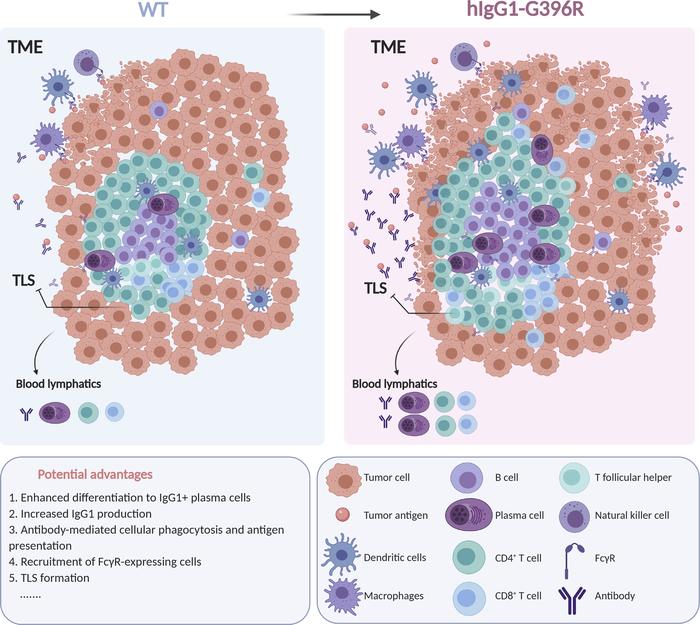 WT
hIgG1-G396R
TME
TME
TLS
TLS
Blood lymphatics
Blood lymphatics
Potential advantages
1. Enhanced differentiation to IgG1+ plasma cells
2. Increased IgG1 production
3. Antibody-mediated cellular phagocytosis and antigen
presentation
4. Recruitment of FcγR-expressing cells
5. TLS formation
.......
Tumor cell
B cell
T follicular helper
Tumor antigen
Plasma cell
Natural killer cell
Dendritic cells
CD4⁺ T cell
FcγR
Macrophages
CD8⁺ T cell
Antibody